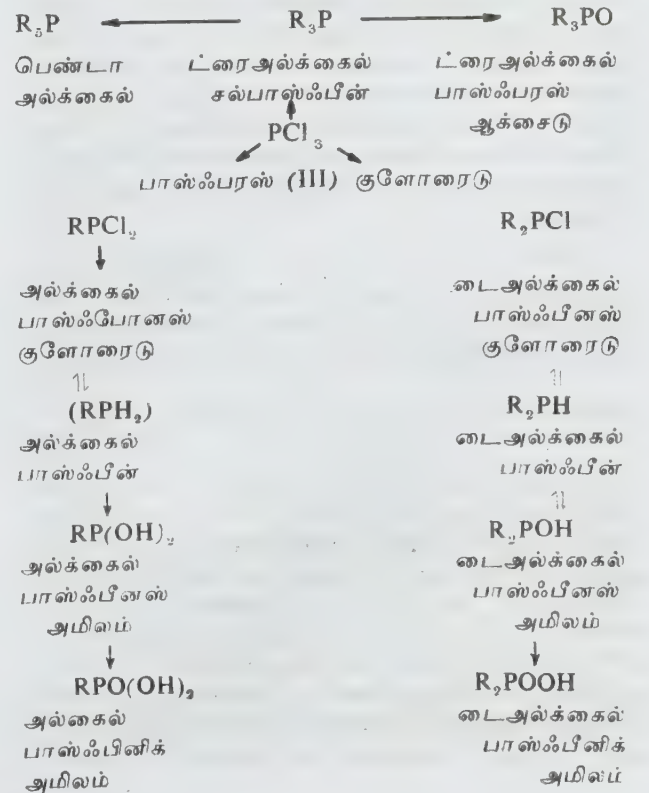 R₅P R₃P R₃PO
பெண்டா ட்ரைஅல்க்கைல் ட்ரைஅல்க்கைல்
அல்க்கைல் சல்பாஸ்ஃபீன் பாஸ்ஃபரஸ்
ஆக்சைடு
PCl₃
பாஸ்ஃபரஸ் (III) குளோரைடு
RPCl₂ R₂PCl
அல்க்கைல் டைஅல்க்கைல்
பாஸ்ஃபோனஸ் பாஸ்ஃபீனஸ்
குளோரைடு குளோரைடு
(RPH₂) R₂PH
அல்க்கைல் டைஅல்க்கைல்
பாஸ்ஃபீன் பாஸ்ஃபீன்
RP(OH)₂ R₂POH
அல்க்கைல் டைஅல்க்கைல்
பாஸ்ஃபீனஸ் பாஸ்ஃபீனஸ்
அமிலம் அமிலம்
RPO(OH)₂ R₂POOH
அல்கைல் டைஅல்க்கைல்
பாஸ்ஃபினிக் பாஸ்ஃபீனிக்
அமிலம் அமிலம்